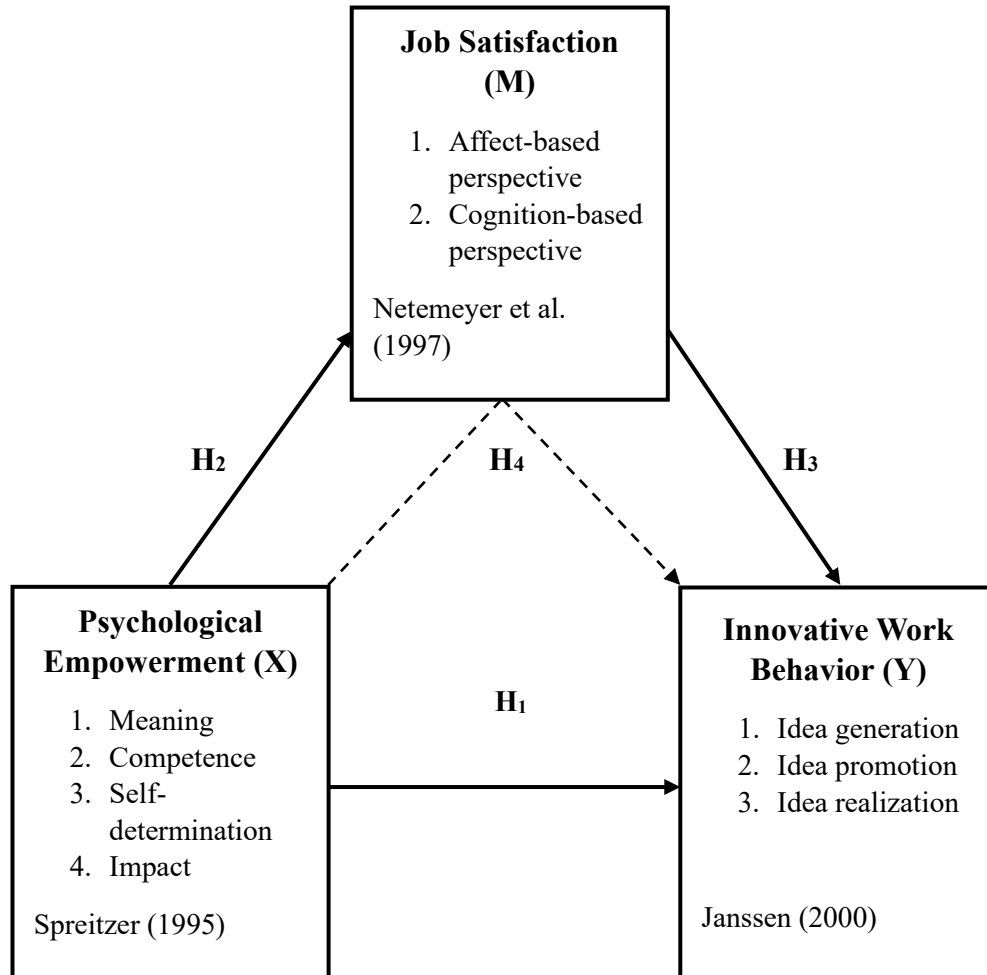 Job Satisfaction
(M)
1. Affect-based
perspective
2. Cognition-based
perspective
Netemeyer et al.
(1997)
H2
H4
H3
Psychological
Empowerment (X)
1. Meaning
2. Competence
3. Self-
determination
4. Impact
Spreitzer (1995)
H1
Innovative Work
Behavior (Y)
1. Idea generation
2. Idea promotion
3. Idea realization
Janssen (2000)